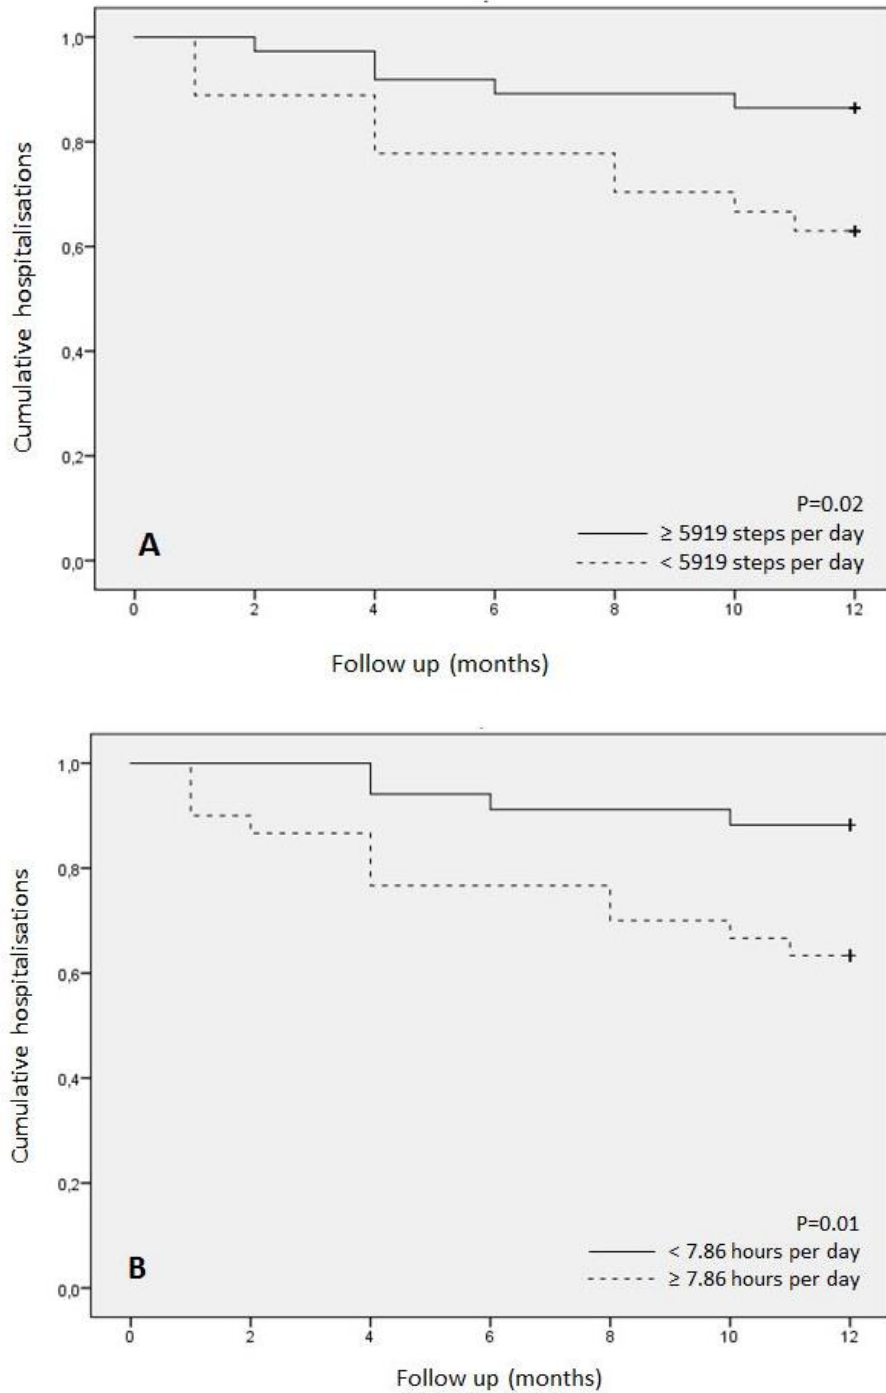 Cumulative hospitalisations
1,0
0,8
0,6
0,4
0,2
0,0
A
P=0.02
≥ 5919 steps per day
< 5919 steps per day
0 2 4 6 8 10 12
Follow up (months)
Cumulative hospitalisations
1,0
0,8
0,6
0,4
0,2
0,0
B
P=0.01
< 7.86 hours per day
≥ 7.86 hours per day
0 2 4 6 8 10 12
Follow up (months)